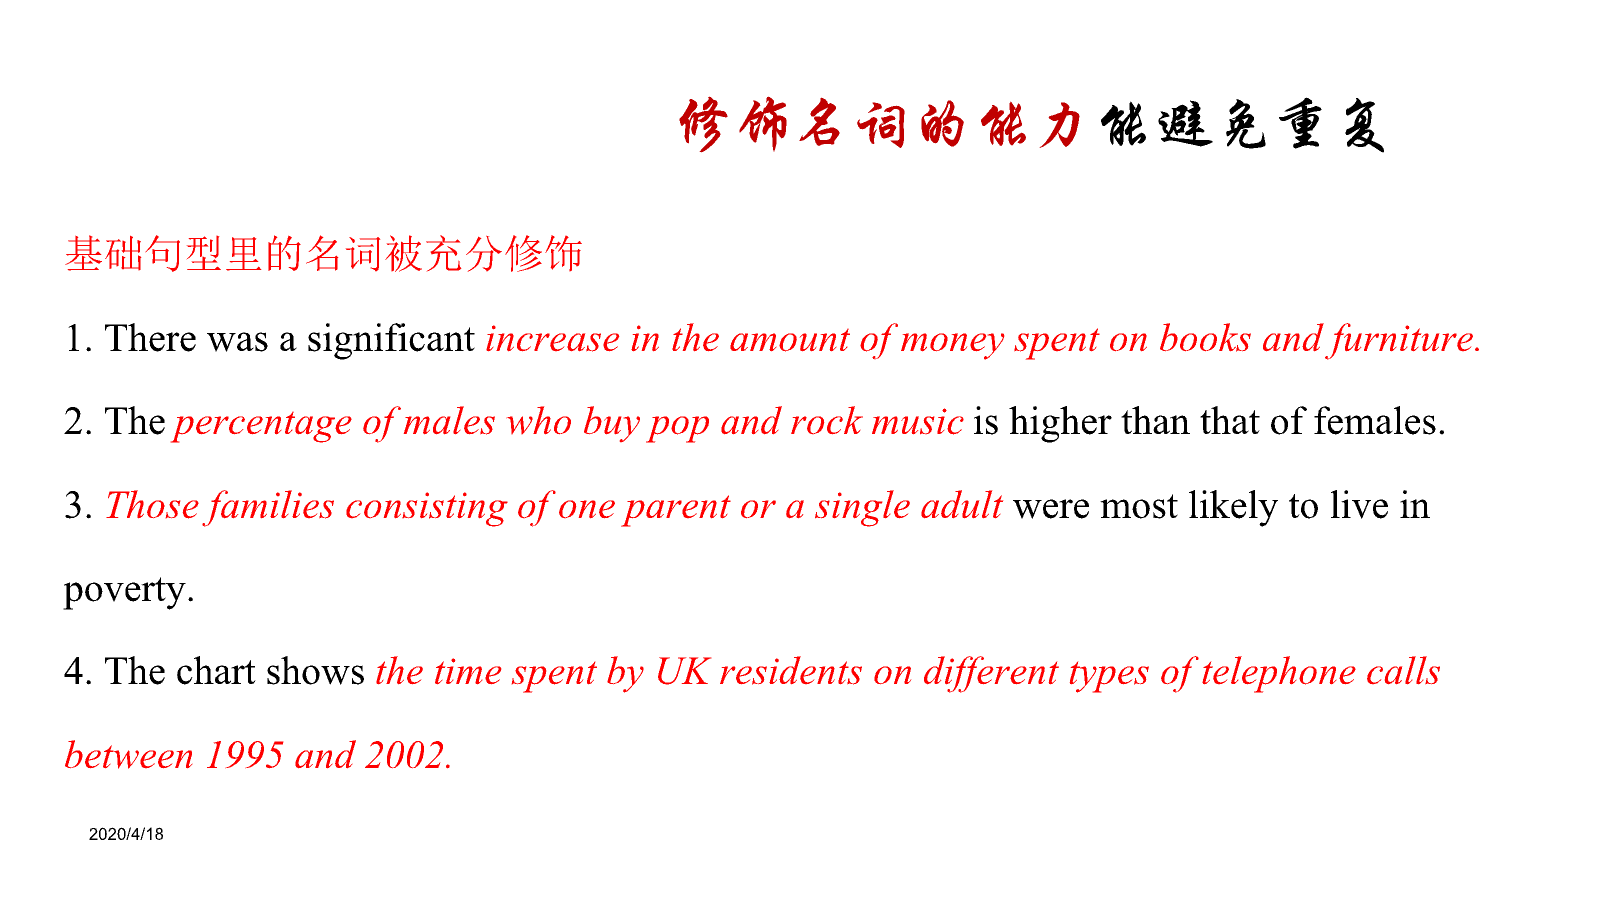 修饰名词的能力能避免重复
基础句型里的名词被充分修饰
1. There was a significant increase in the amount of money spent on books and furniture.
2. The percentage of males who buy pop and rock music is higher than that of females.
3. Those families consisting of one parent or a single adult were most likely to live in
poverty.
4. The chart shows the time spent by UK residents on different types of telephone calls
between 1995 and 2002.
2020/4/18